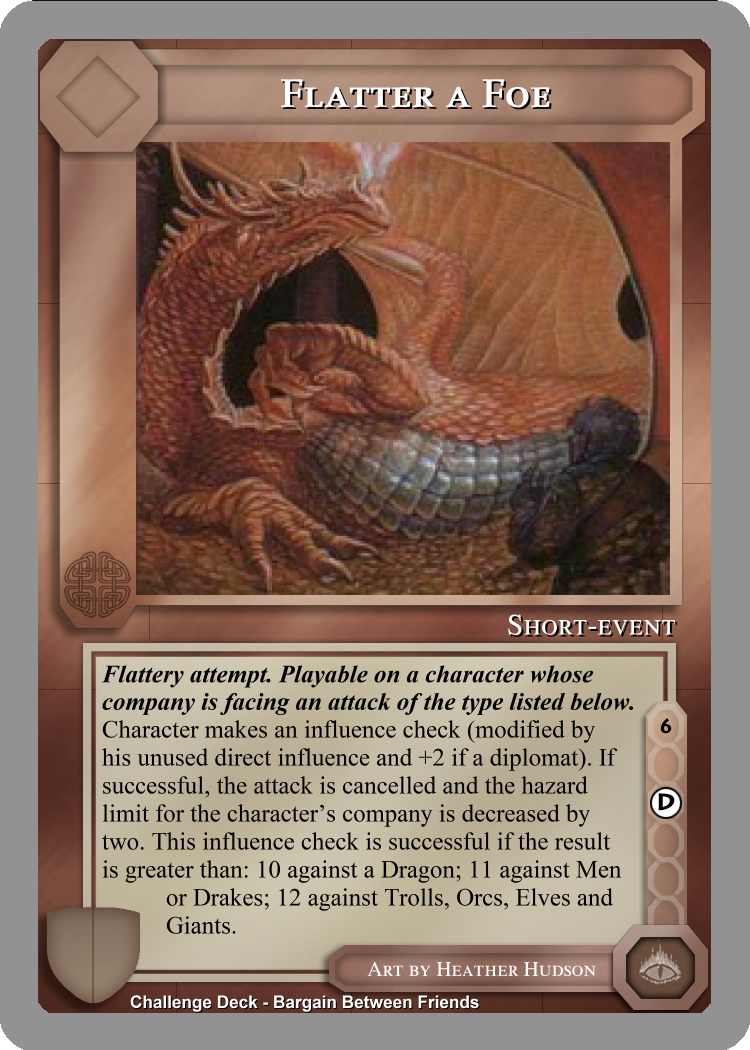 Flatter a Foe
Short-event
Flattery attempt. Playable on a character whose
company is facing an attack of the type listed below.
Character makes an influence check (modified by
his unused direct influence and +2 if a diplomat). If
successful, the attack is cancelled and the hazard
limit for the character's company is decreased by
two. This influence check is successful if the result
is greater than: 10 against a Dragon; 11 against Men
or Drakes; 12 against Trolls, Orcs, Elves and
Giants.
6
D
Art by Heather Hudson
Challenge Deck - Bargain Between Friends